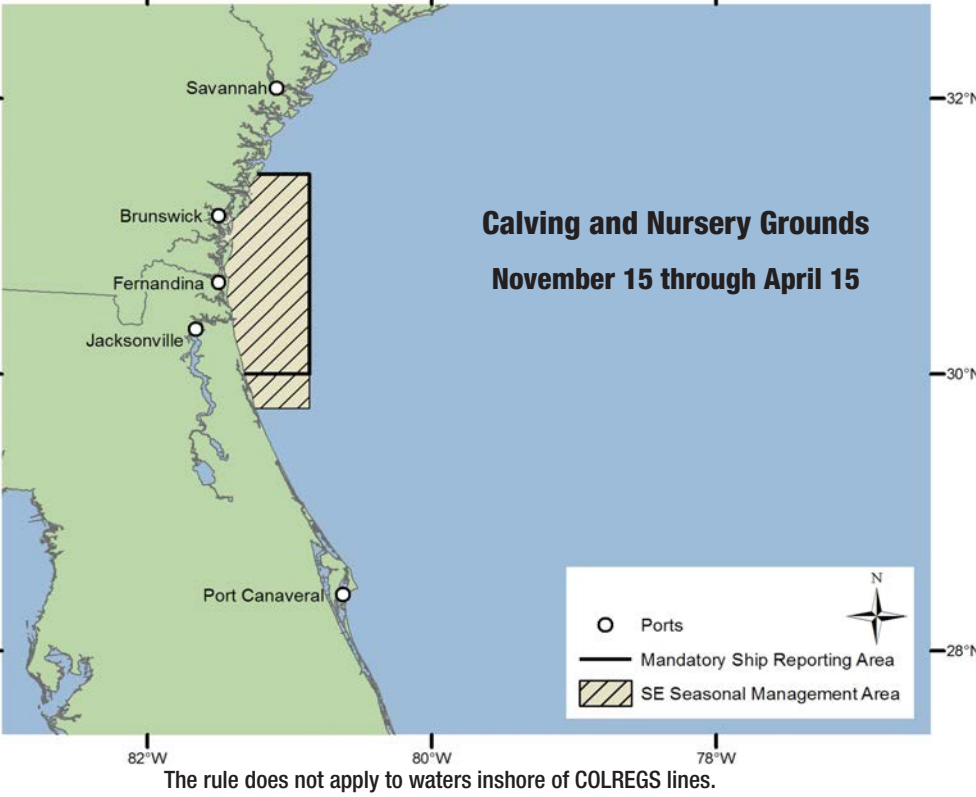 Savannah
32°N
Brunswick
Calving and Nursery Grounds
November 15 through April 15
Fernandina
Jacksonville
30°N
Port Canaveral
N
Ports
Mandatory Ship Reporting Area
SE Seasonal Management Area
28°N
82°W
80°W
78°W
The rule does not apply to waters inshore of COLREGS lines.